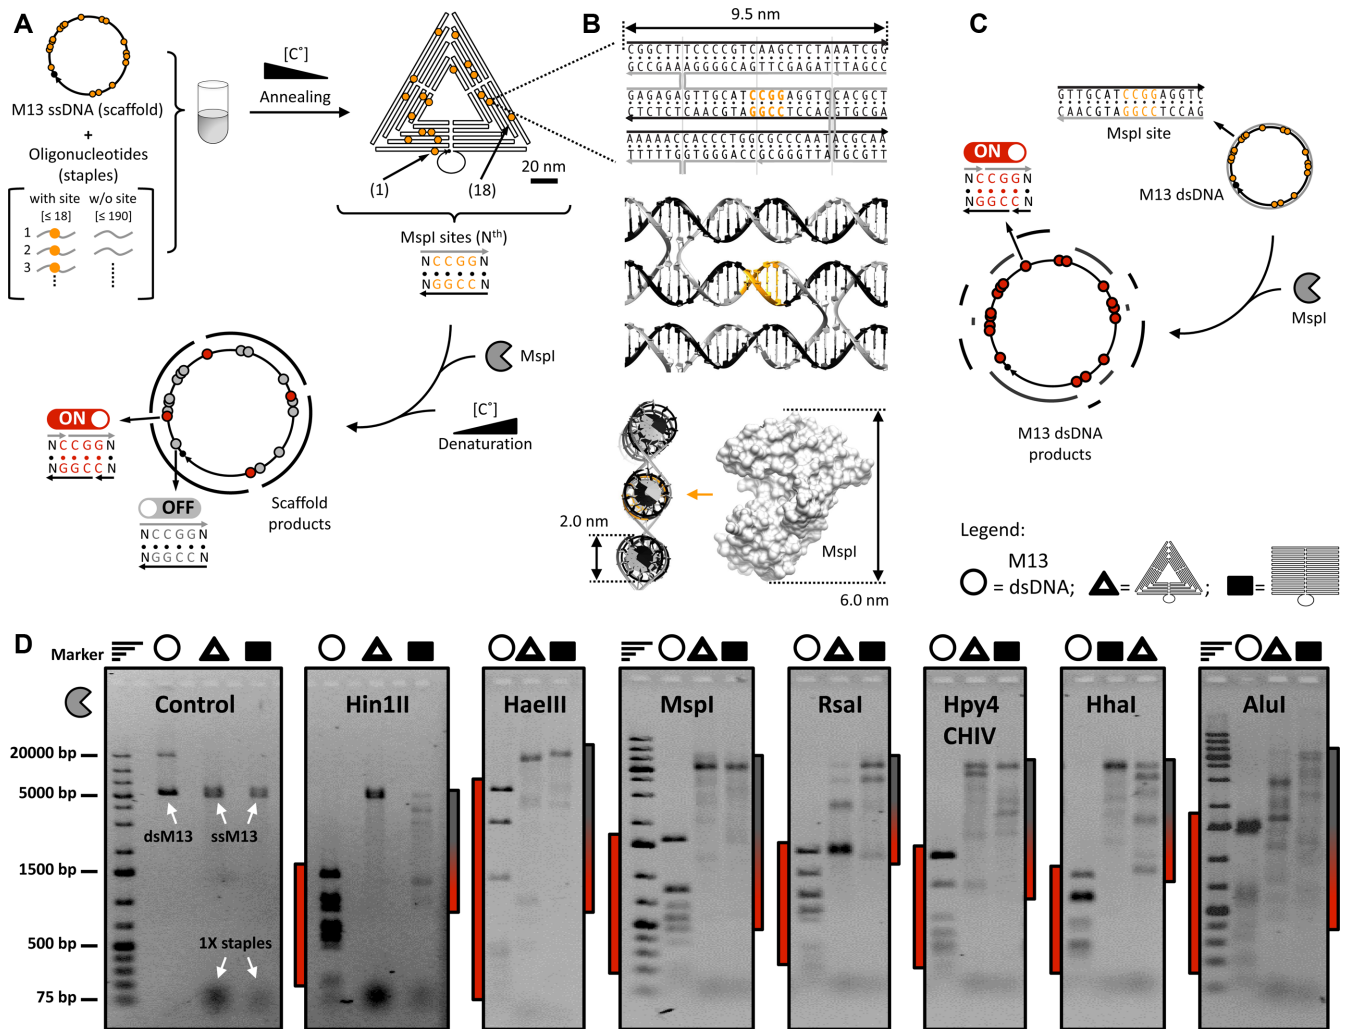 A
M13 ssDNA (scaffold)
+
Oligonucleotides
(staples)
with site
[≤ 18]
w/o site
[≤ 190]
1
2
3
[C°]
Annealing
(1)
(18)
20 nm
MspI sites (Nth)
NCCGGN
NGGCCN
MspI
[C°]
Denaturation
ON
NCCGGN
NGGCCN
OFF
NCCGGN
NGGCCN
Scaffold
products
B
9.5 nm
CGGCTTTCCCCGTCAAGCTCTAAATCGG
GCCGAAAGGGGCAGTTCGAGATTTAGCC
GAGAGAGTTGCATCCGGAGGTCCACGCT
CTCTCTCAACGTAGGCCTCCAGGTGCGA
AAAAACCACCCTGGCGCCCAATACGCAA
TTTTTGGTGGGACCGCGGGTTATGCGTT
2.0 nm
MspI
6.0 nm
C
GTTGCATCCGGAGGTC
CAACGTAGGCCTCCAG
MspI site
M13 dsDNA
ON
NCCGGN
NGGCCN
MspI
M13 dsDNA
products
Legend:
M13
= dsDNA; = ; =
D
Marker
Control
Hin1II
HaeIII
MspI
RsaI
Hpy4
CHIV
HhaI
AluI
20000 bp
5000 bp
dsM13
ssM13
1500 bp
500 bp
1X staples
75 bp